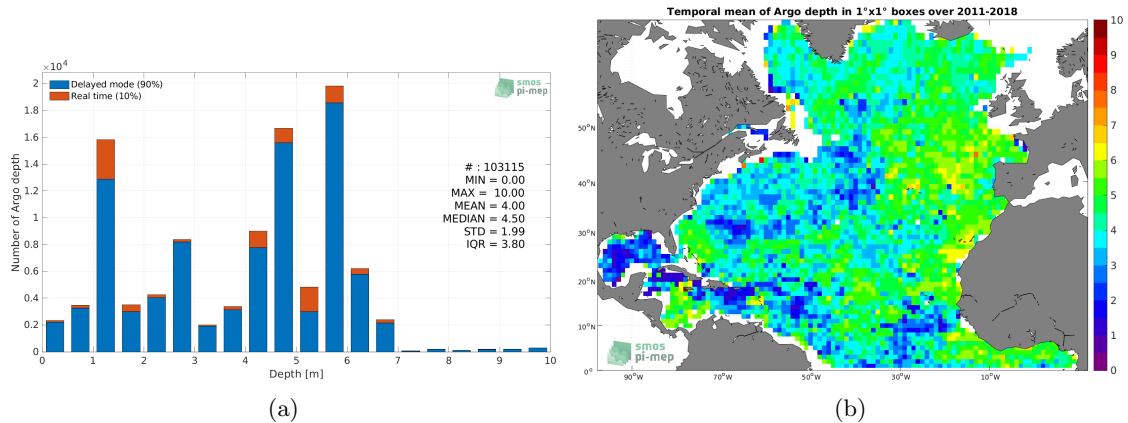 ×10⁴
Delayed mode (90%)
Real time (10%)
smos
pi-mep
# : 103115
MIN = 0.00
MAX = 10.00
MEAN = 4.00
MEDIAN = 4.50
STD = 1.99
IQR = 3.80
Number of Argo depth
2
1.8
1.6
1.4
1.2
1
0.8
0.6
0.4
0.2
0
0 1 2 3 4 5 6 7 8 9 10
Depth [m]
(a)
Temporal mean of Argo depth in 1°x1° boxes over 2011-2018
50°N
40°N
30°N
20°N
10°N
0°
90°W 70°W 50°W 30°W 10°W
smos
pi-mep
10
9
8
7
6
5
4
3
2
1
0
(b)